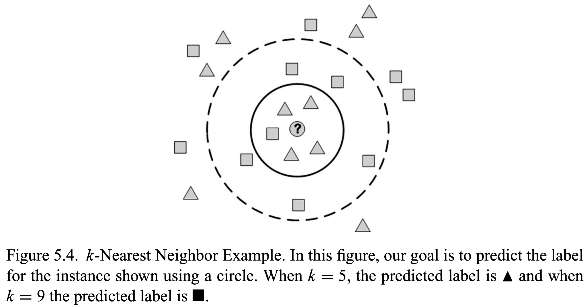 ?
Figure 5.4. k-Nearest Neighbor Example. In this figure, our goal is to predict the label
for the instance shown using a circle. When k = 5, the predicted label is ▲ and when
k = 9 the predicted label is ■.